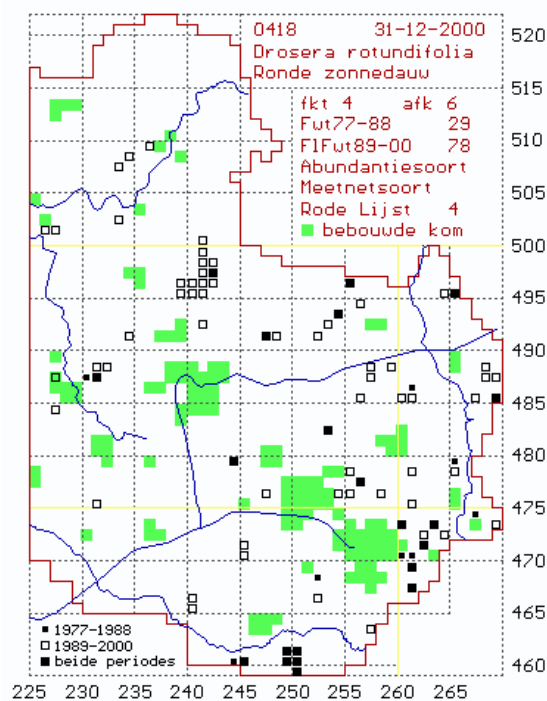 0418 31-12-2000
Drosera rotundifolia
Ronde zonnedauw
fkt 4 afk 6
Fut77-88 29
FlFut89-00 78
Abundantiesoort
Meetnetsoort
Rode Lijst 4
bebouwde kom
520
515
510
505
500
495
490
485
480
475
470
465
460
1977-1988
1989-2000
beide periodes
225 230 235 240 245 250 255 260 265